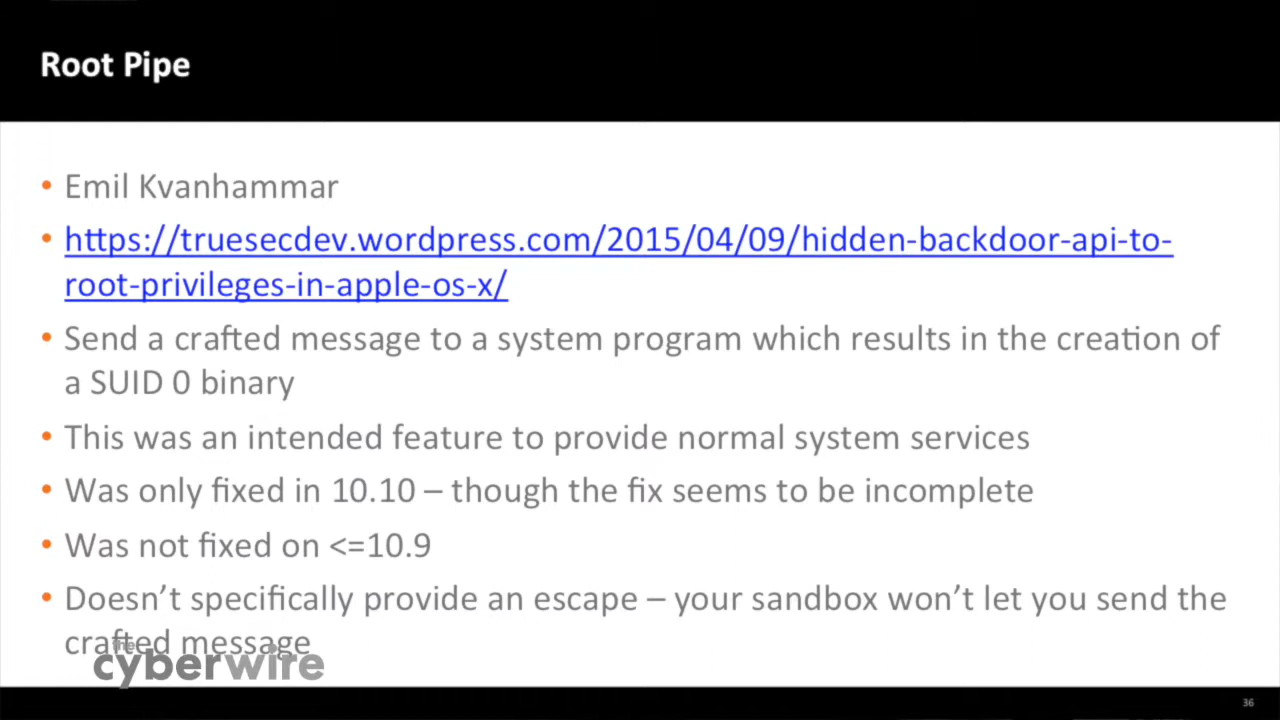 Root Pipe
• Emil Kvanhammar
• https://truesecdev.wordpress.com/2015/04/09/hidden-backdoor-api-to-
root-privileges-in-apple-os-x/
• Send a crafted message to a system program which results in the creation of
a SUID 0 binary
• This was an intended feature to provide normal system services
• Was only fixed in 10.10 – though the fix seems to be incomplete
• Was not fixed on <=10.9
• Doesn’t specifically provide an escape – your sandbox won’t let you send the
crafted message
the
cyberwire
36